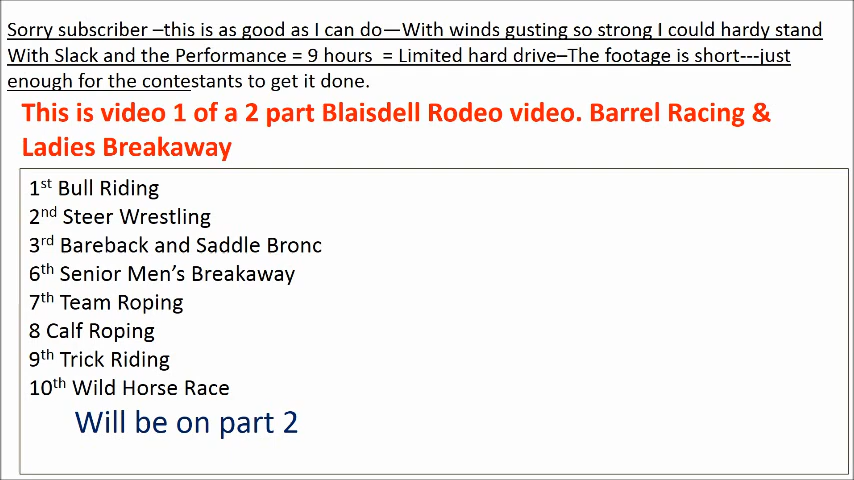 Sorry subscriber –this is as good as I can do—With winds gusting so strong I could hardy stand
With Slack and the Performance = 9 hours  = Limited hard drive–The footage is short---just
enough for the contestants to get it done.
This is video 1 of a 2 part Blaisdell Rodeo video. Barrel Racing &
Ladies Breakaway
1st Bull Riding
2nd Steer Wrestling
3rd Bareback and Saddle Bronc
6th Senior Men’s Breakaway
7th Team Roping
8 Calf Roping
9th Trick Riding
10th Wild Horse Race
Will be on part 2